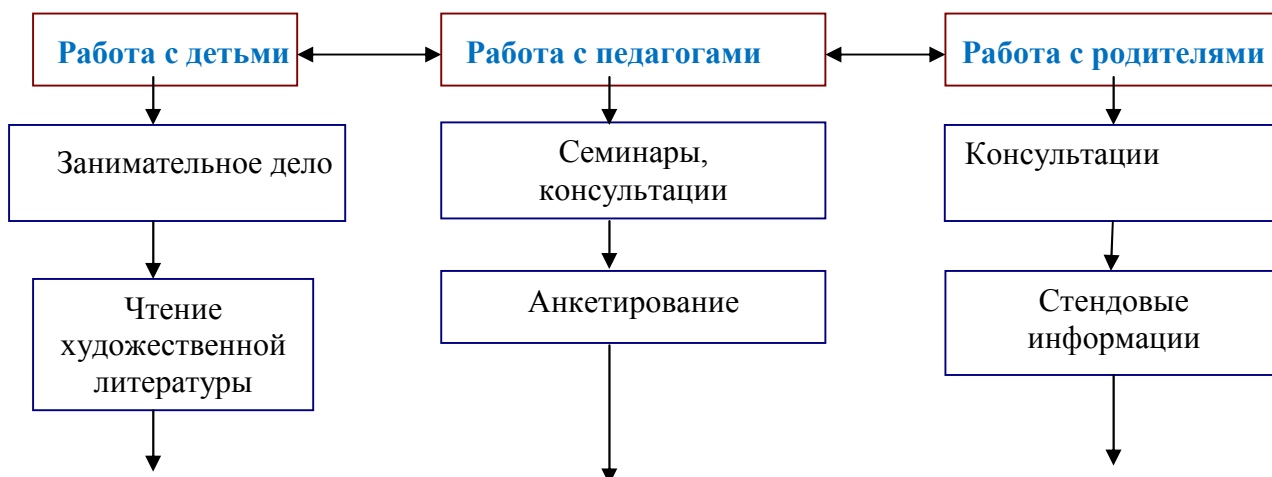 Работа с детьми
Работа с педагогами
Работа с родителями
Занимательное дело
Семинары,
консультации
Консультации
Чтение
художественной
литературы
Анкетирование
Стендовые
информации